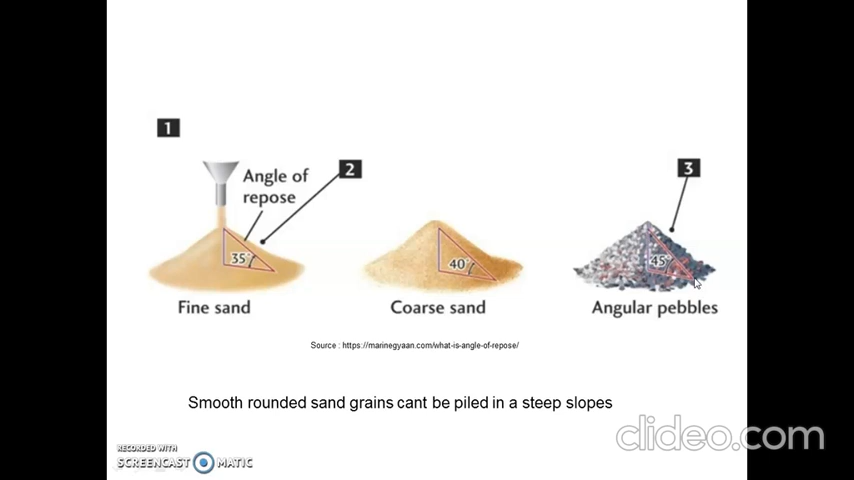 1
2
3
Angle of
repose
35°
40°
45°
Fine sand
Coarse sand
Angular pebbles
Source : https://marinegyaan.com/what-is-angle-of-repose/
Smooth rounded sand grains cant be piled in a steep slopes
clideo.com
RECORDED WITH
SCREENCAST MATIC